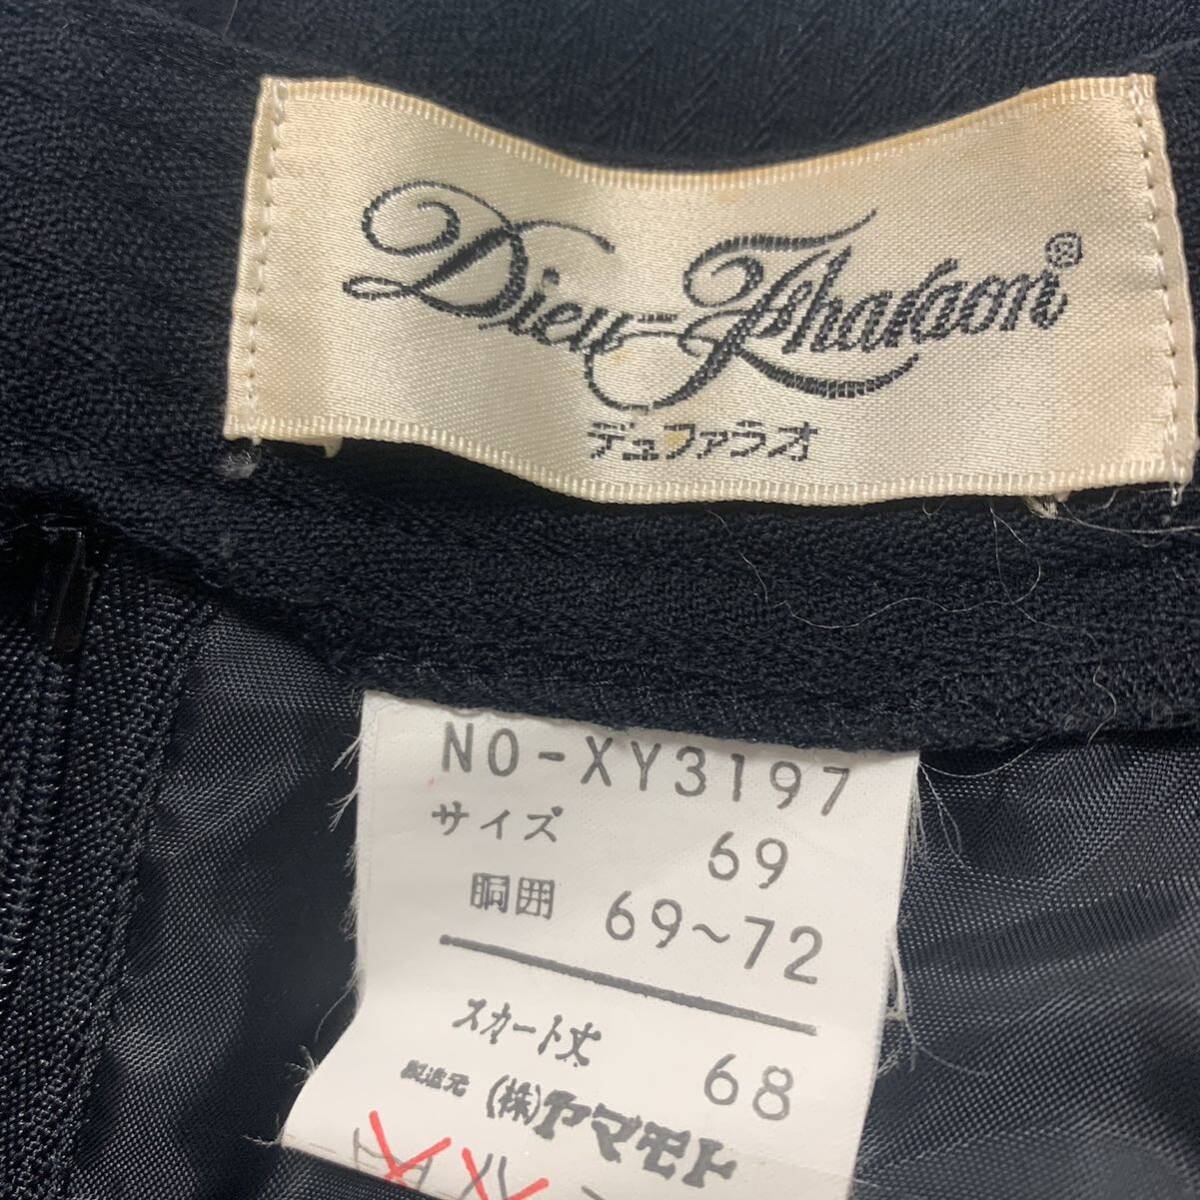 Dieu-Pharaon®
デュファラオ
NO-XY3197
サイズ 69
胴囲 69~72
スカート丈 68
製造元 (株)ヤマモト